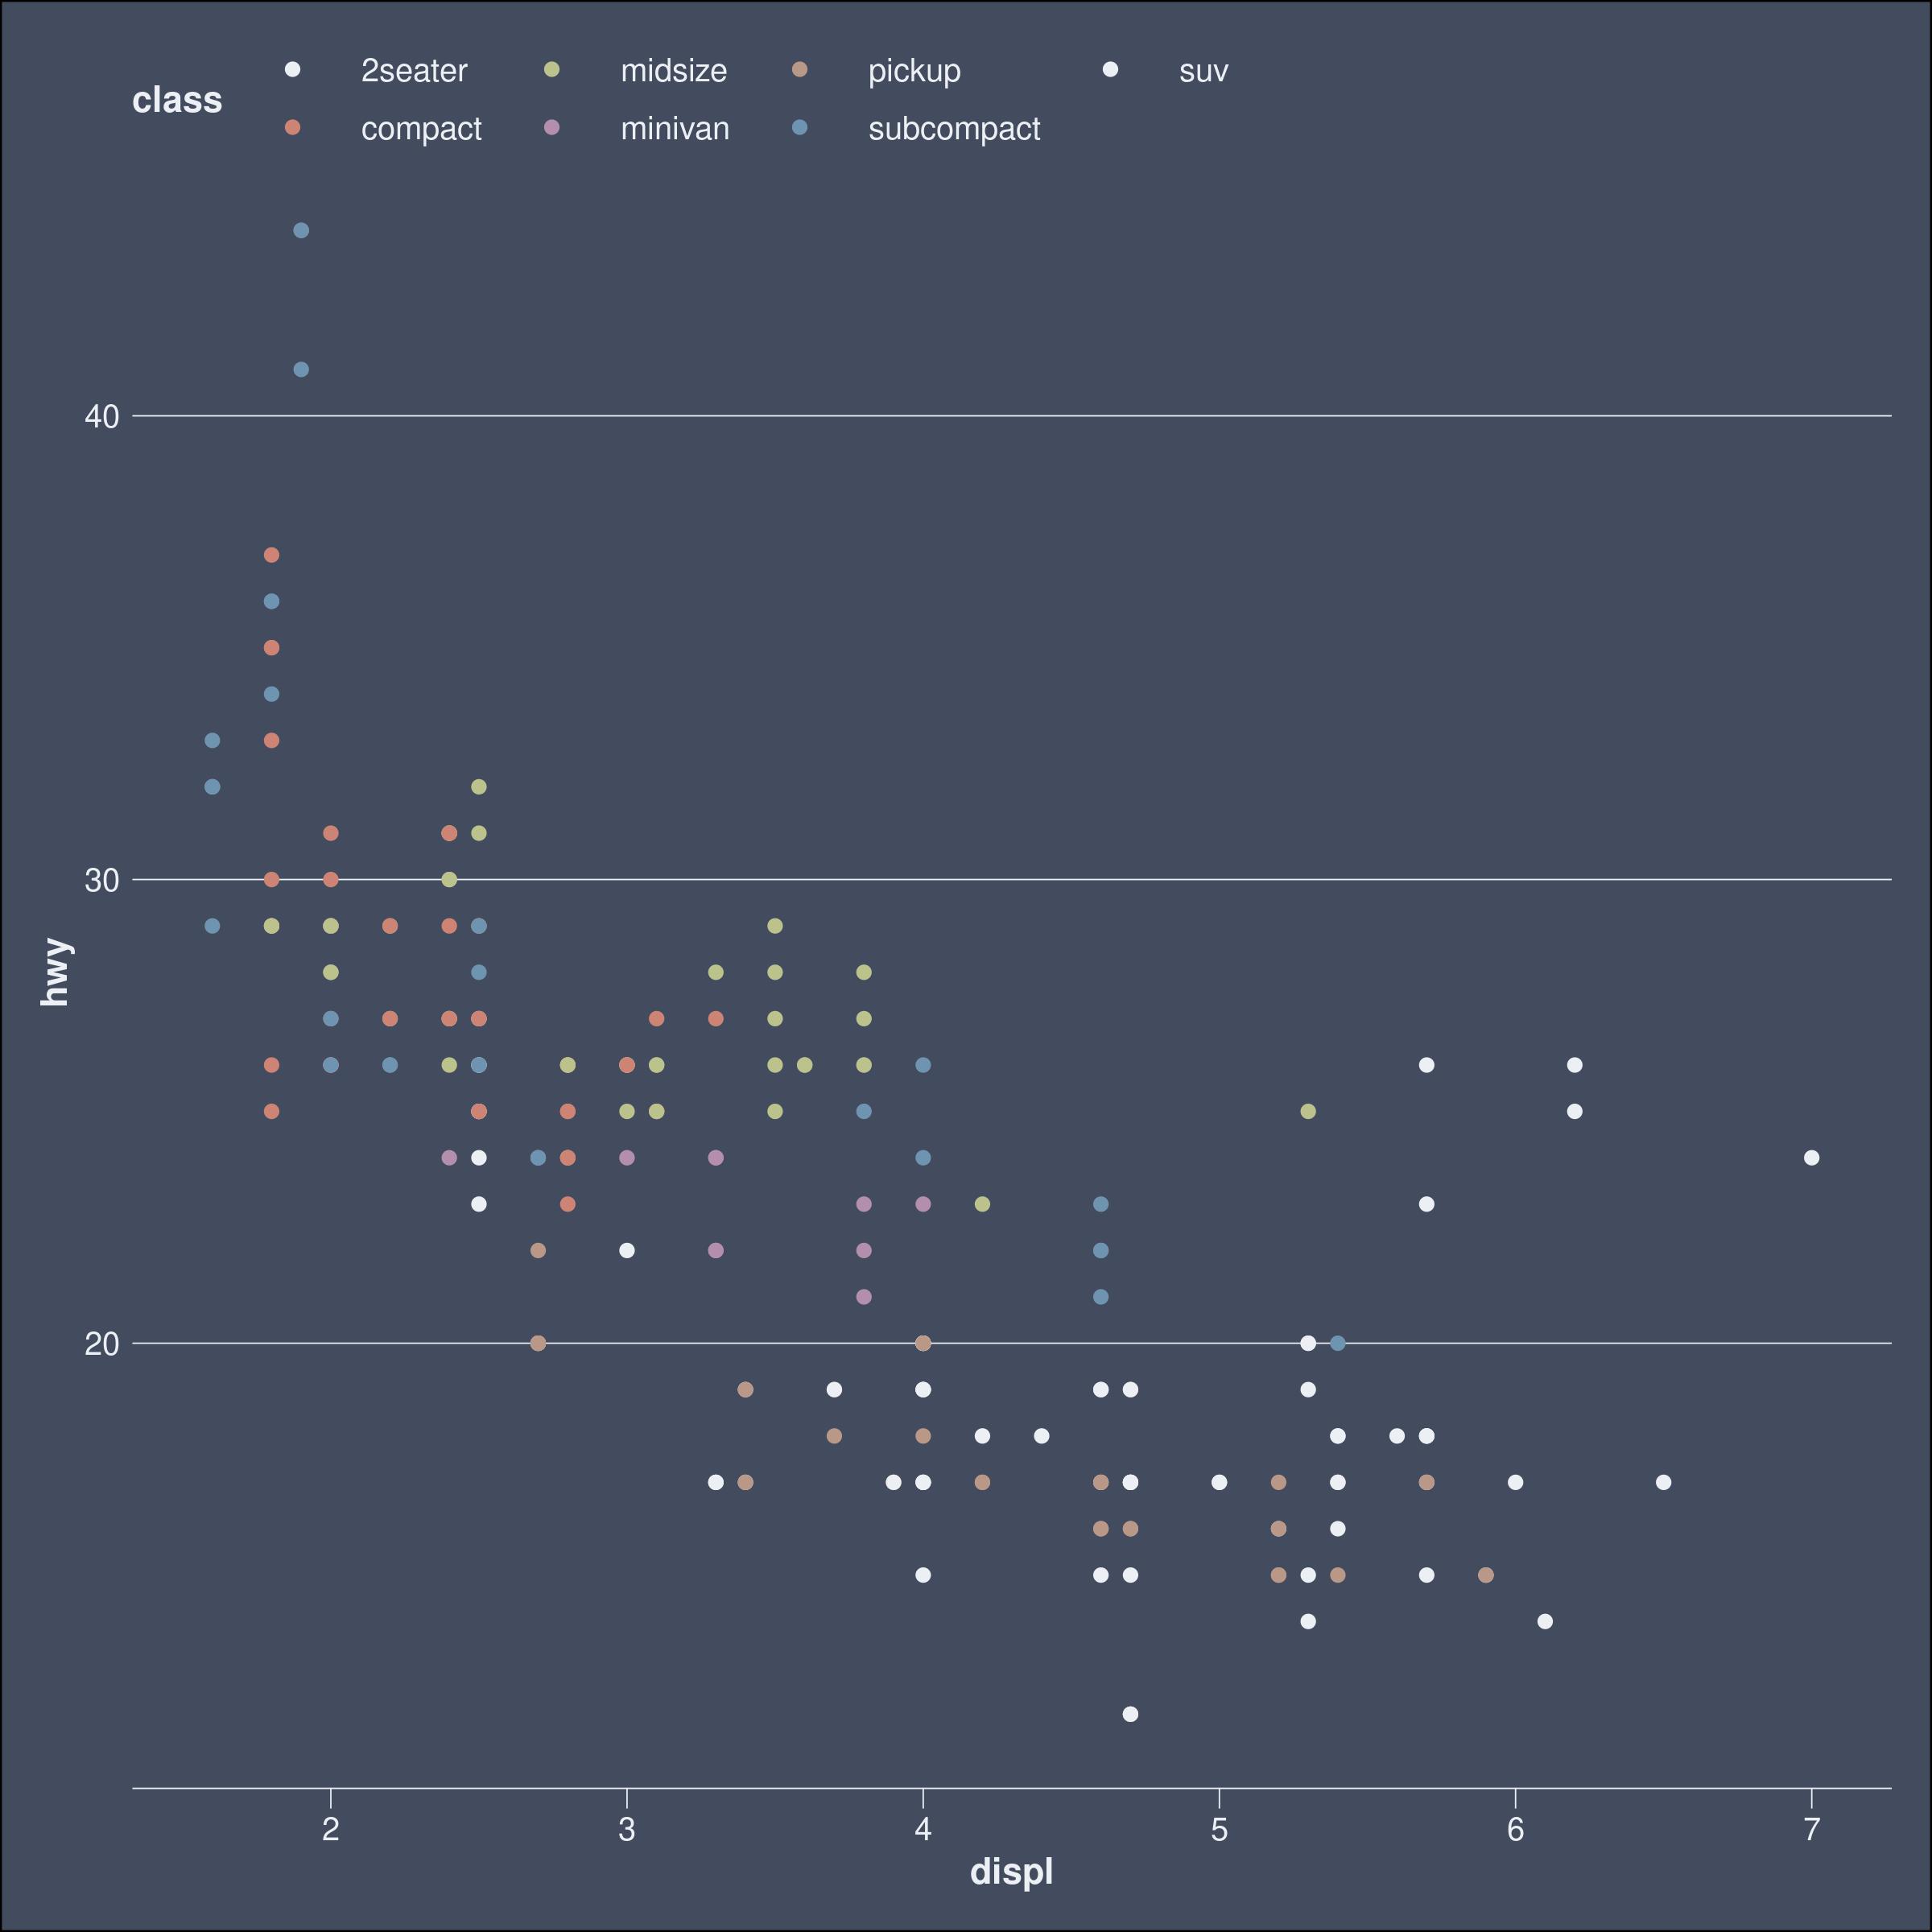 class
2seater midsize pickup suv
compact minivan subcompact
40
30
20
hwy
2 3 4 5 6 7
displ